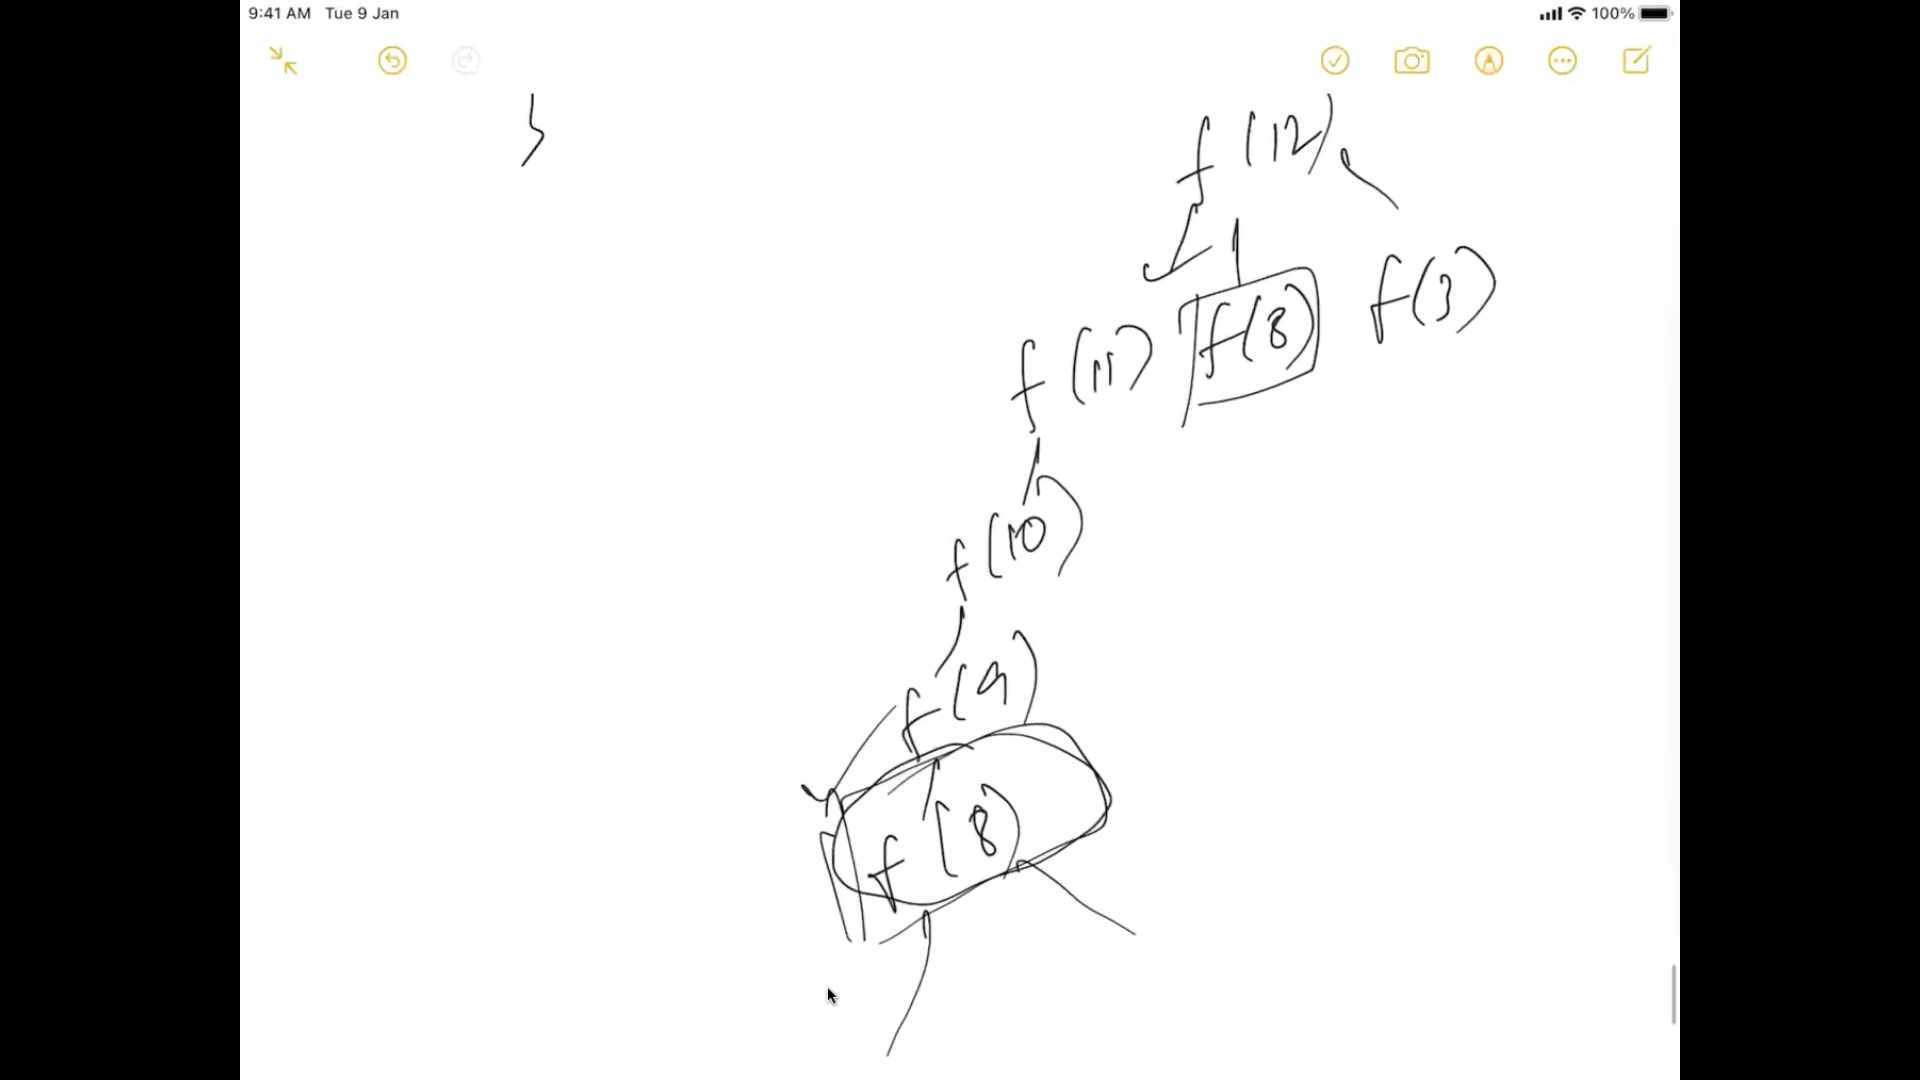 9:41 AM Tue 9 Jan 100%
f(12)
f(11) f(8) f(3)
f(10)
f(9)
f(8)